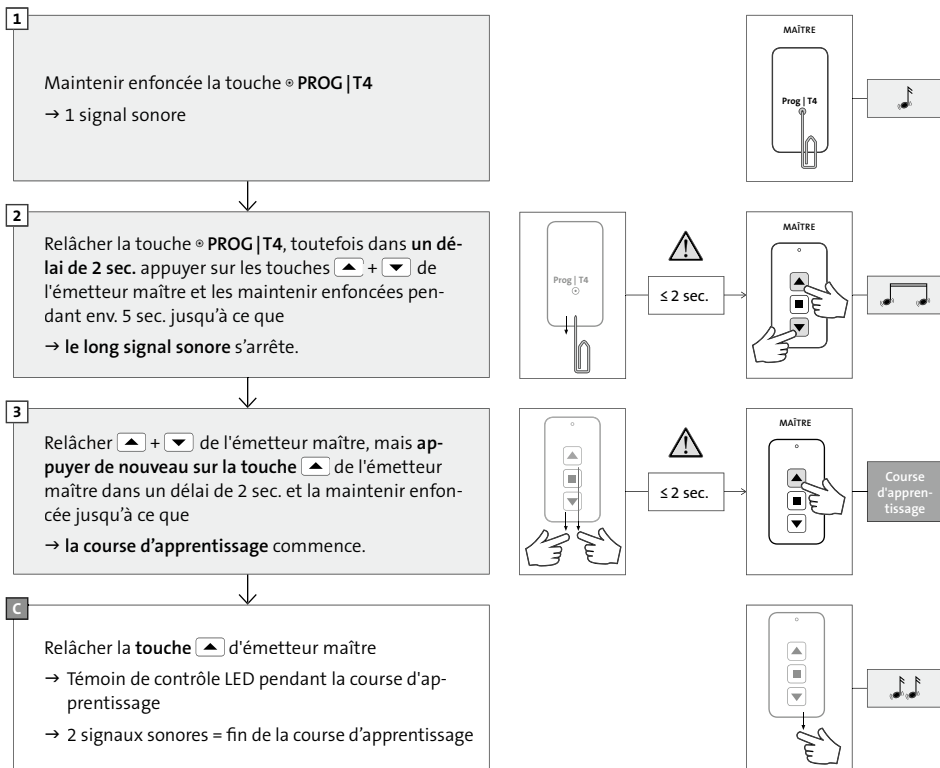 1
Maintenir enfoncée la touche ⊙ PROG|T4
→ 1 signal sonore
MAÎTRE
Prog | T4
2
Relâcher la touche ⊙ PROG|T4, toutefois dans un dé-
lai de 2 sec. appuyer sur les touches ▲ + ▼ de
l'émetteur maître et les maintenir enfoncées pen-
dant env. 5 sec. jusqu'à ce que
→ le long signal sonore s'arrête.
Prog | T4
≤ 2 sec.
MAÎTRE
3
Relâcher ▲ + ▼ de l'émetteur maître, mais ap-
puyer de nouveau sur la touche ▲ de l'émetteur
maître dans un délai de 2 sec. et la maintenir enfon-
cée jusqu'à ce que
→ la course d'apprentissage commence.
≤ 2 sec.
MAÎTRE
Course
d'appren-
tissage
C
Relâcher la touche ▲ d'émetteur maître
→ Témoin de contrôle LED pendant la course d'ap-
prentissage
→ 2 signaux sonores = fin de la course d'apprentissage